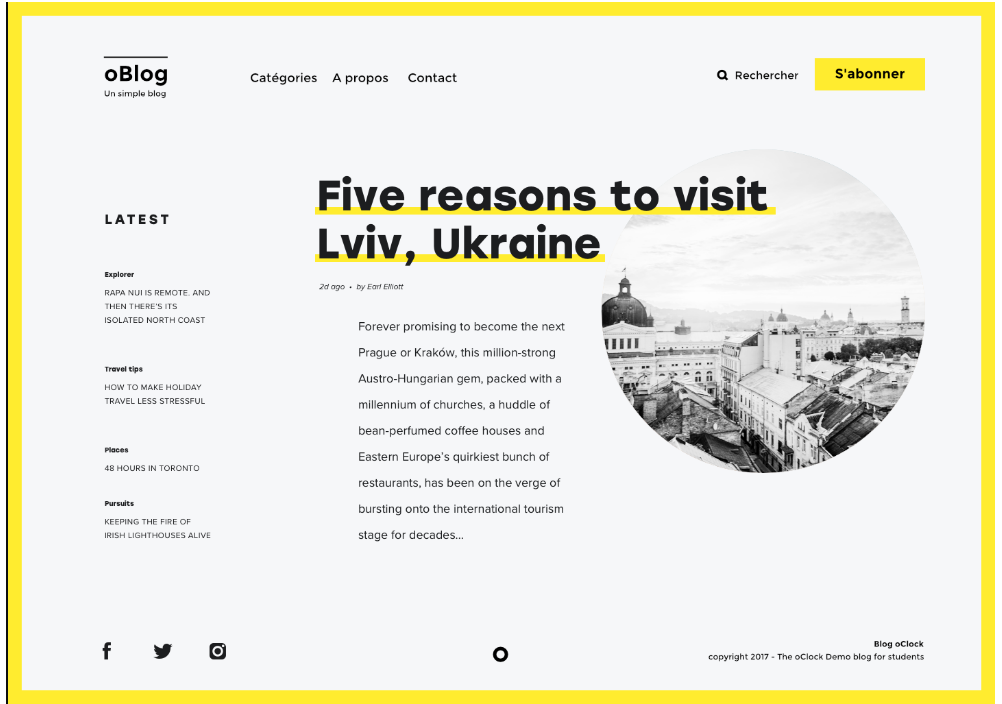 oBlog
Un simple blog
Catégories A propos Contact
Rechercher
S'abonner
Five reasons to visit
Lviv, Ukraine
2d ago • by Earl Elliott
Forever promising to become the next
Prague or Kraków, this million-strong
Austro-Hungarian gem, packed with a
millennium of churches, a huddle of
bean-perfumed coffee houses and
Eastern Europe's quirkiest bunch of
restaurants, has been on the verge of
bursting onto the international tourism
stage for decades...
LATEST
Explorer
RAPA NUI IS REMOTE. AND
THEN THERE'S ITS
ISOLATED NORTH COAST
Travel tips
HOW TO MAKE HOLIDAY
TRAVEL LESS STRESSFUL
Places
48 HOURS IN TORONTO
Pursuits
KEEPING THE FIRE OF
IRISH LIGHTHOUSES ALIVE
Blog oClock
copyright 2017 - The oClock Demo blog for students